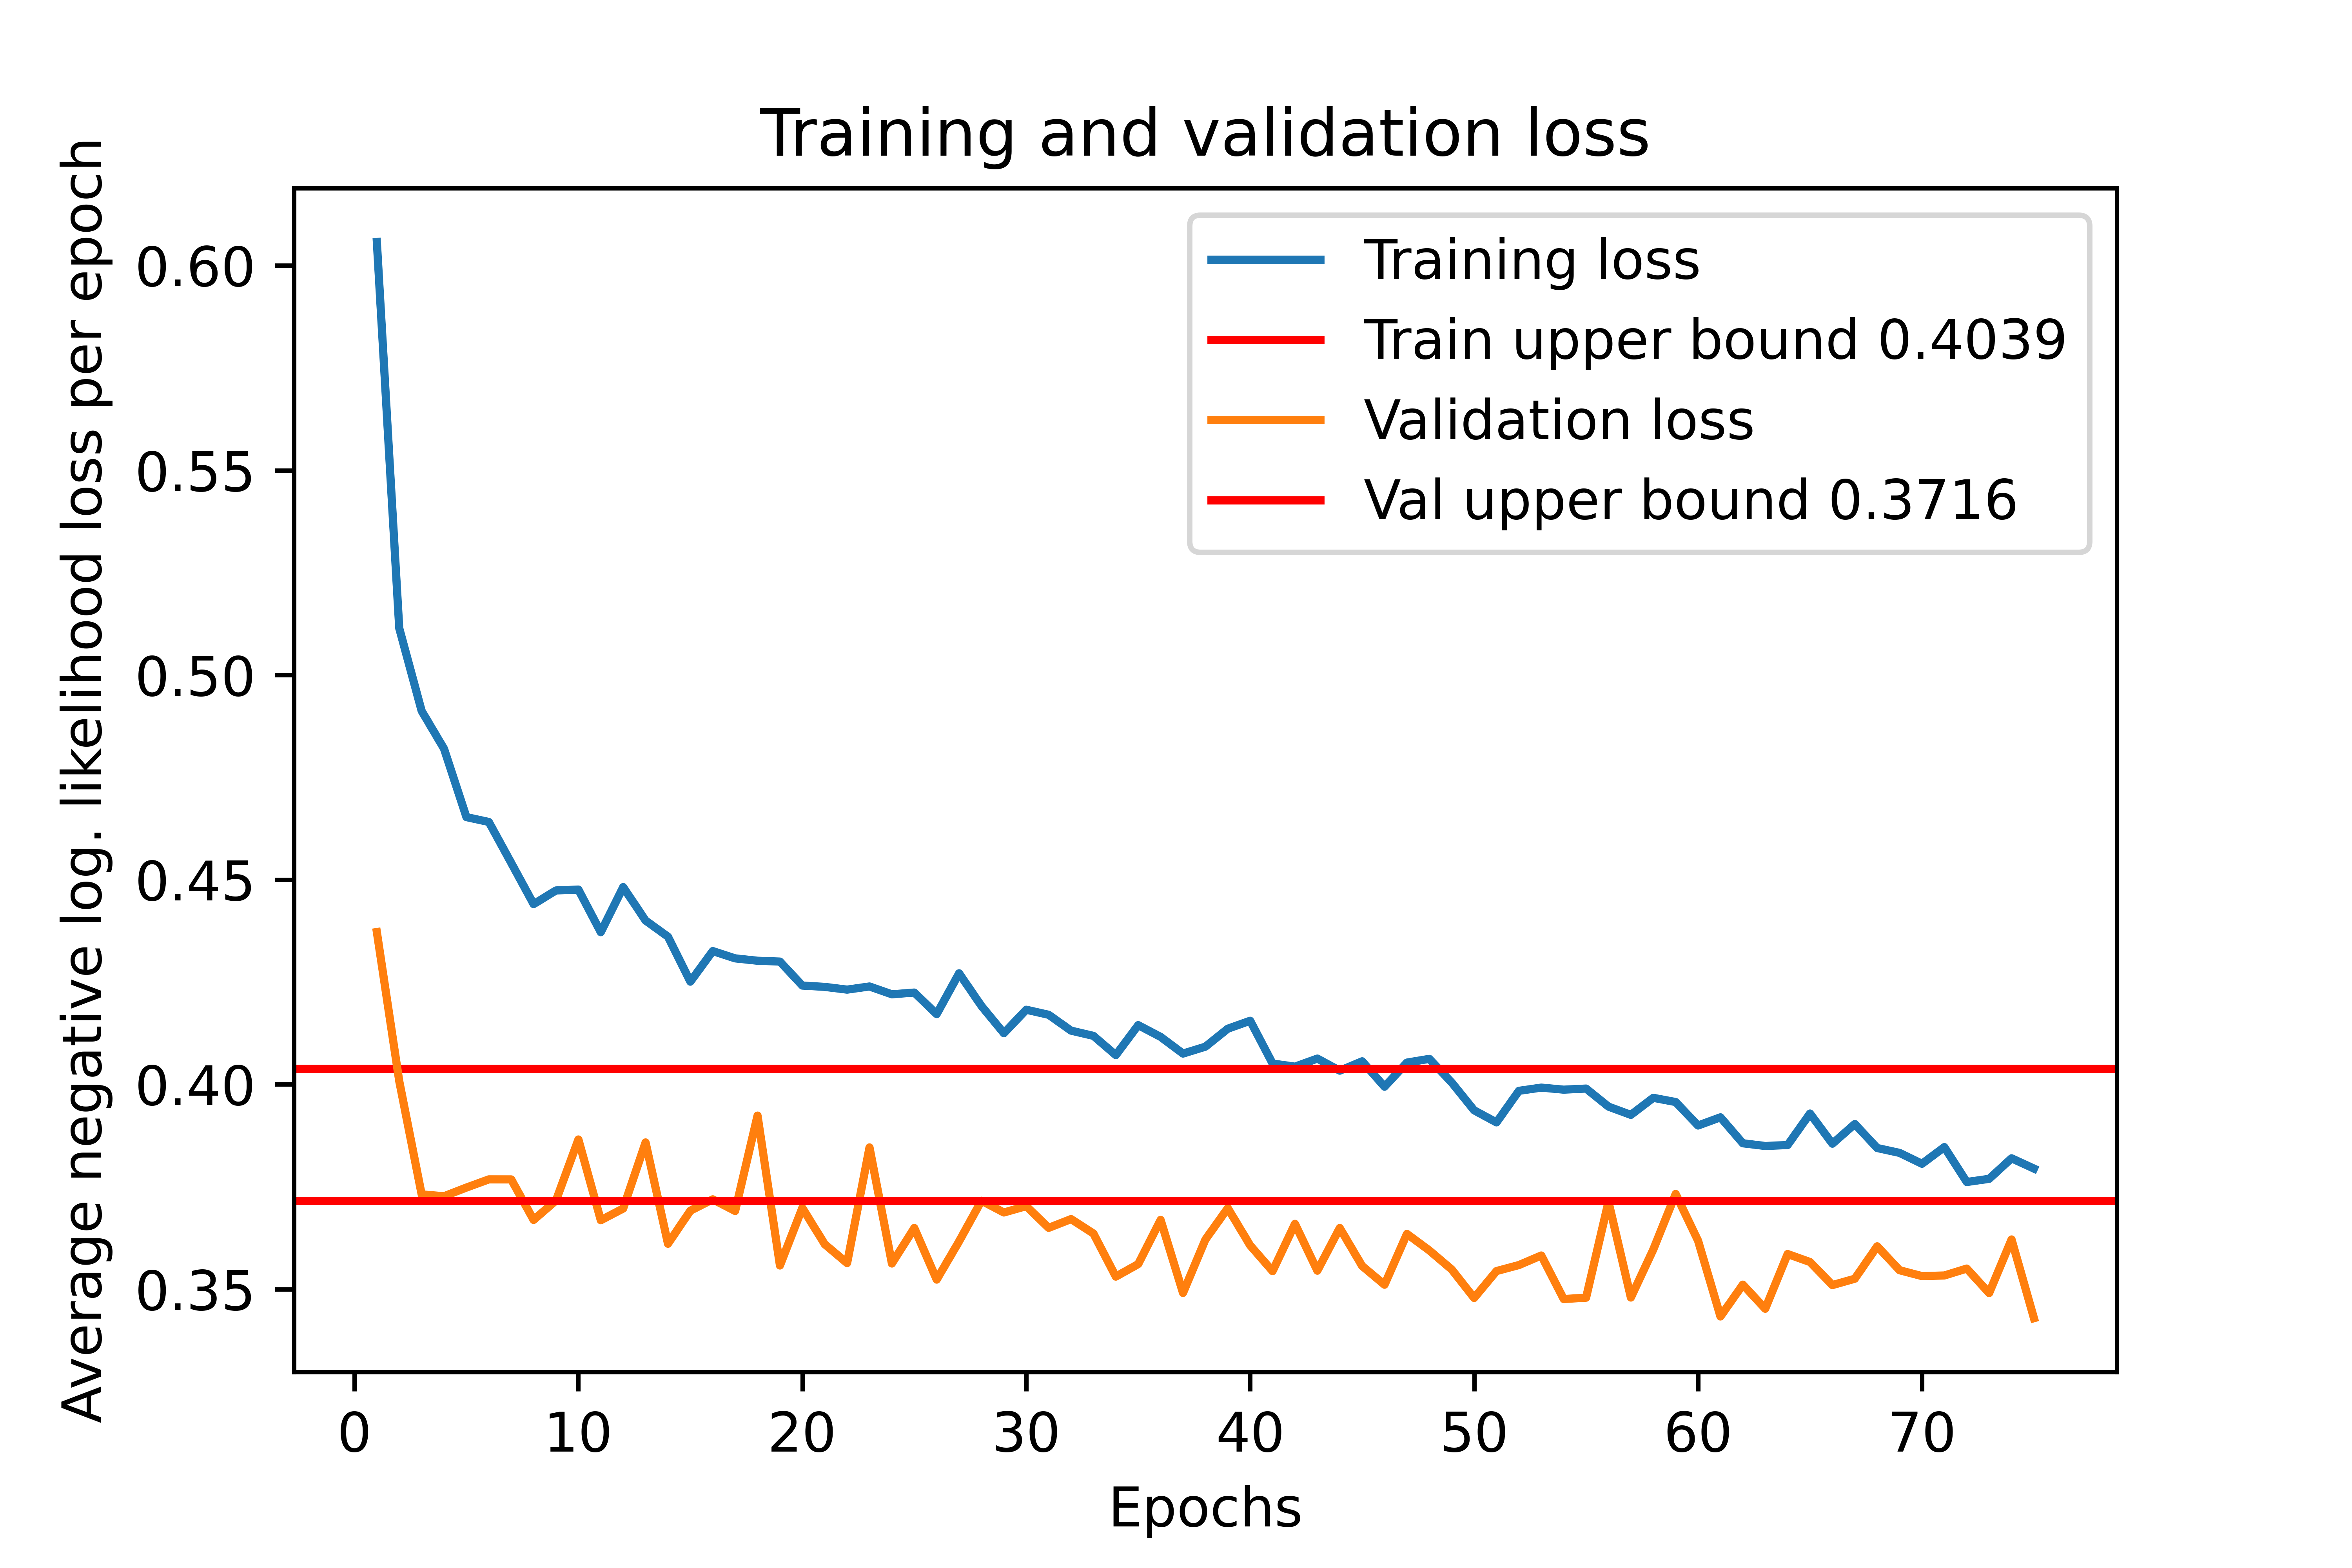 Training and validation loss
Average negative log. likelihood loss per epoch
0.60
0.55
0.50
0.45
0.40
0.35
Training loss
Train upper bound 0.4039
Validation loss
Val upper bound 0.3716
0 10 20 30 40 50 60 70
Epochs